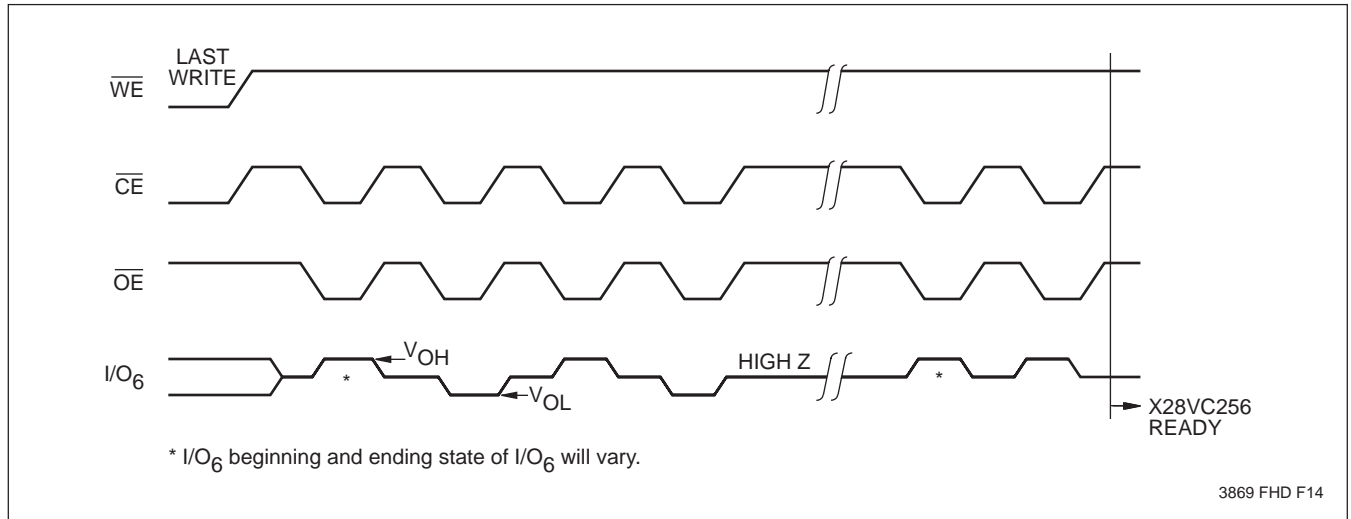 LAST
WRITE
WE
CE
OE
I/O6
VOH
*
VOL
HIGH Z
*
X28VC256
READY
* I/O6 beginning and ending state of I/O6 will vary.
3869 FHD F14